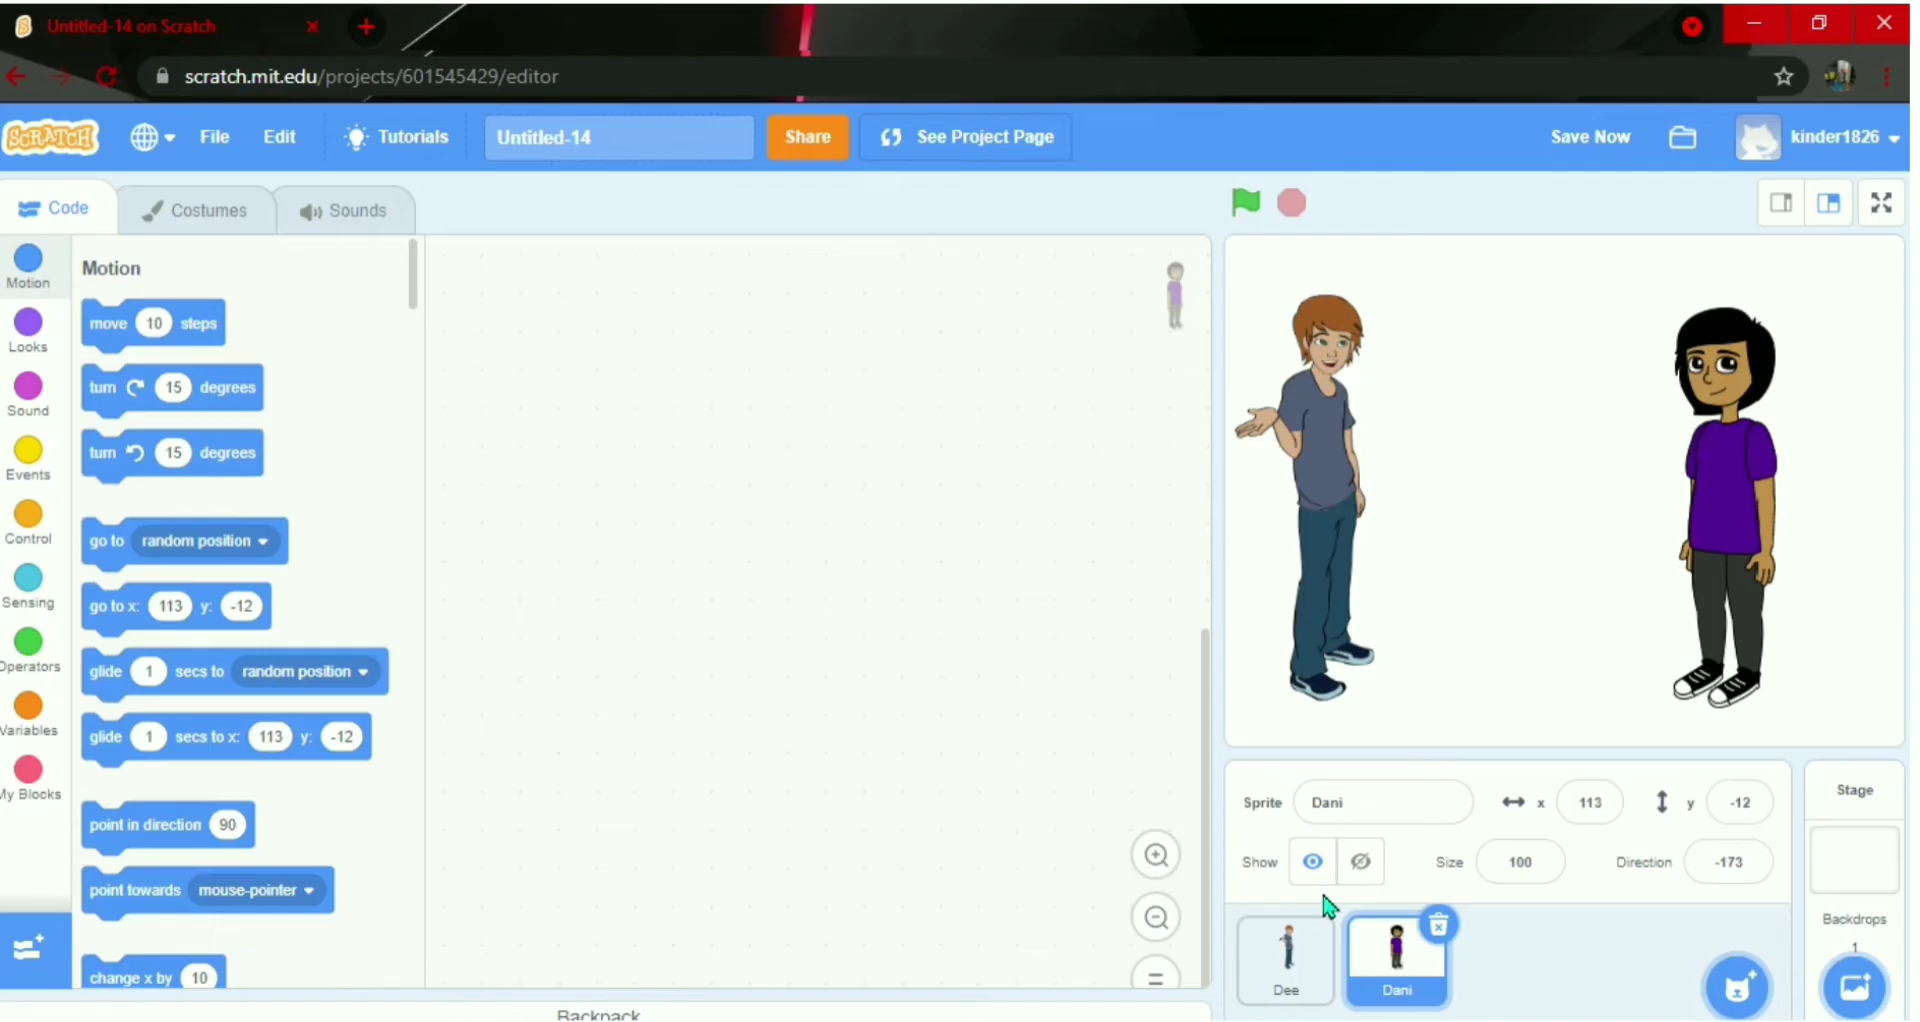 Untitled-14 on Scratch
scratch.mit.edu/projects/601545429/editor
SCRATCH
File
Edit
Tutorials
Untitled-14
Share
See Project Page
Save Now
kinder1826
Code
Costumes
Sounds
Motion
Looks
Sound
Events
Control
Sensing
Operators
Variables
My Blocks
Motion
move 10 steps
turn 15 degrees
turn 15 degrees
go to random position
go to x: 113 y: -12
glide 1 secs to random position
glide 1 secs to x: 113 y: -12
point in direction 90
point towards mouse-pointer
change x by 10
Backpack
Sprite Dani x 113 y -12
Show Size 100 Direction -173
Dee
Dani
Stage
Backdrops
1